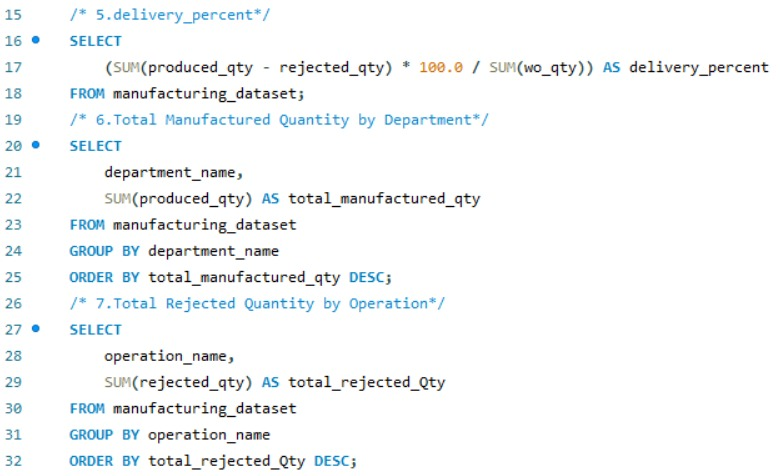 15 /* 5.delivery_percent*/
16 SELECT
17 (SUM(produced_qty - rejected_qty) * 100.0 / SUM(wo_qty)) AS delivery_percent
18 FROM manufacturing_dataset;
19 /* 6.Total Manufactured Quantity by Department*/
20 SELECT
21 department_name,
22 SUM(produced_qty) AS total_manufactured_qty
23 FROM manufacturing_dataset
24 GROUP BY department_name
25 ORDER BY total_manufactured_qty DESC;
26 /* 7.Total Rejected Quantity by Operation*/
27 SELECT
28 operation_name,
29 SUM(rejected_qty) AS total_rejected_Qty
30 FROM manufacturing_dataset
31 GROUP BY operation_name
32 ORDER BY total_rejected_Qty DESC;